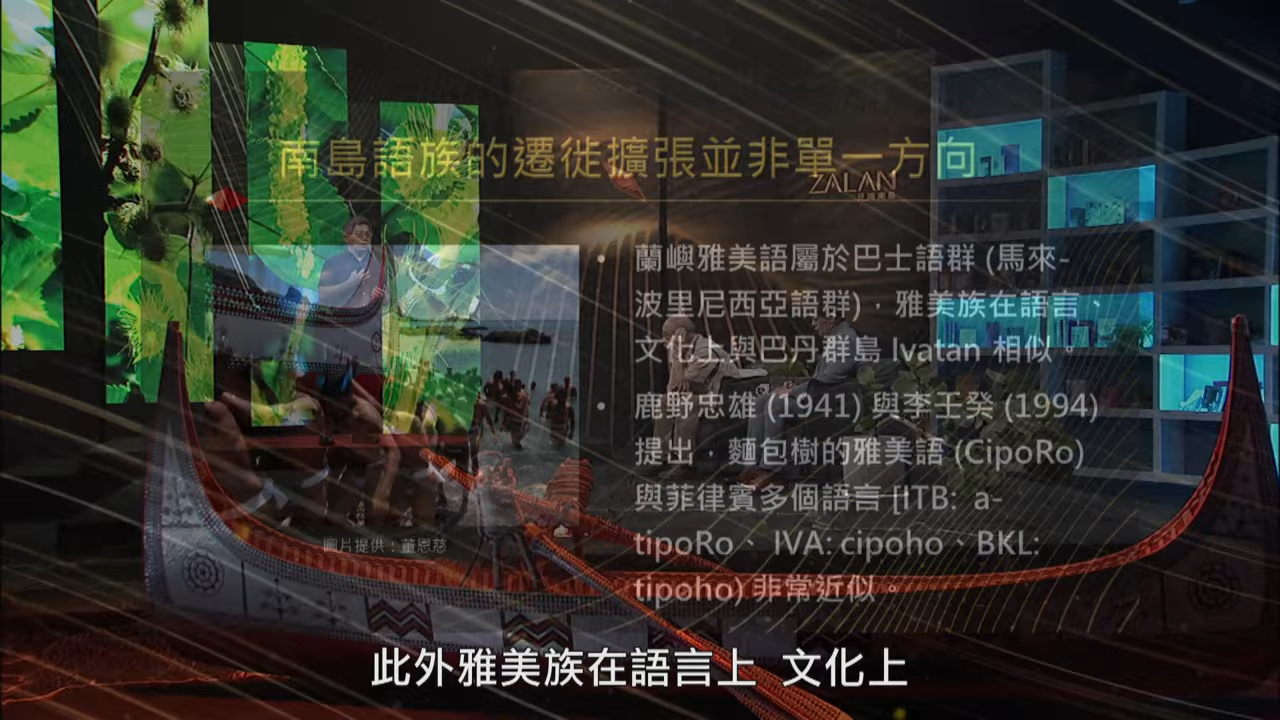 南島語族的遷徙擴張並非單一方向
ZALAN
見識南島
• 蘭嶼雅美語屬於巴士語群 (馬來-
波里尼西亞語群)，雅美族在語言、
文化上與巴丹群島 Ivatan 相似。
• 鹿野忠雄 (1941) 與李壬癸 (1994)
提出，麵包樹的雅美語 (CipoRo)
與菲律賓多個語言 [ITB: a-
tipoRo、IVA: cipoho、BKL:
tipoho) 非常近似。
圖片提供：董恩慈
此外雅美族在語言上 文化上